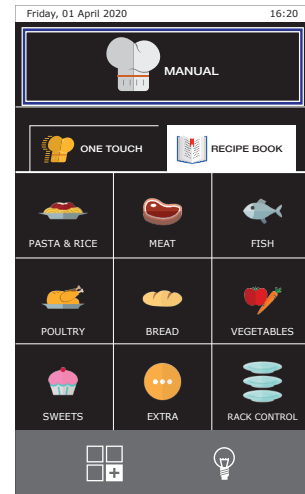 Friday, 01 April 2020 16:20
MANUAL
ONE TOUCH
RECIPE BOOK
PASTA & RICE
MEAT
FISH
POULTRY
BREAD
VEGETABLES
SWEETS
EXTRA
RACK CONTROL